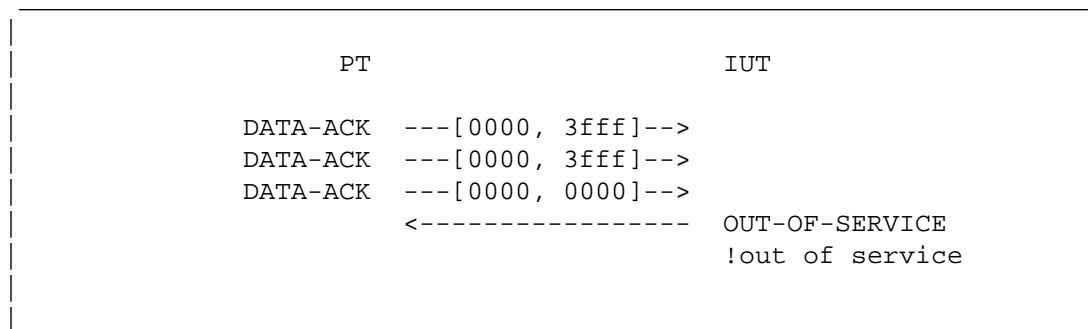 PT IUT
DATA-ACK ---[0000, 3fff]-->
DATA-ACK ---[0000, 3fff]-->
DATA-ACK ---[0000, 0000]-->
<----------------- OUT-OF-SERVICE
!out of service